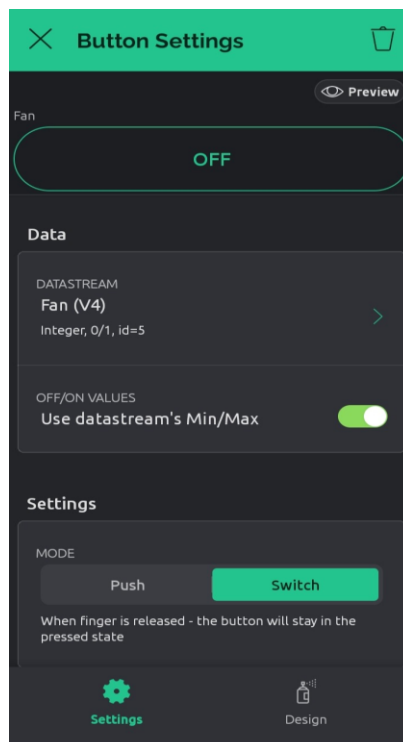 Button Settings
Preview
Fan
OFF
Data
DATASTREAM
Fan (V4)
Integer, 0/1, id=5
OFF/ON VALUES
Use datastream's Min/Max
Settings
MODE
Push Switch
When finger is released - the button will stay in the
pressed state
Settings Design